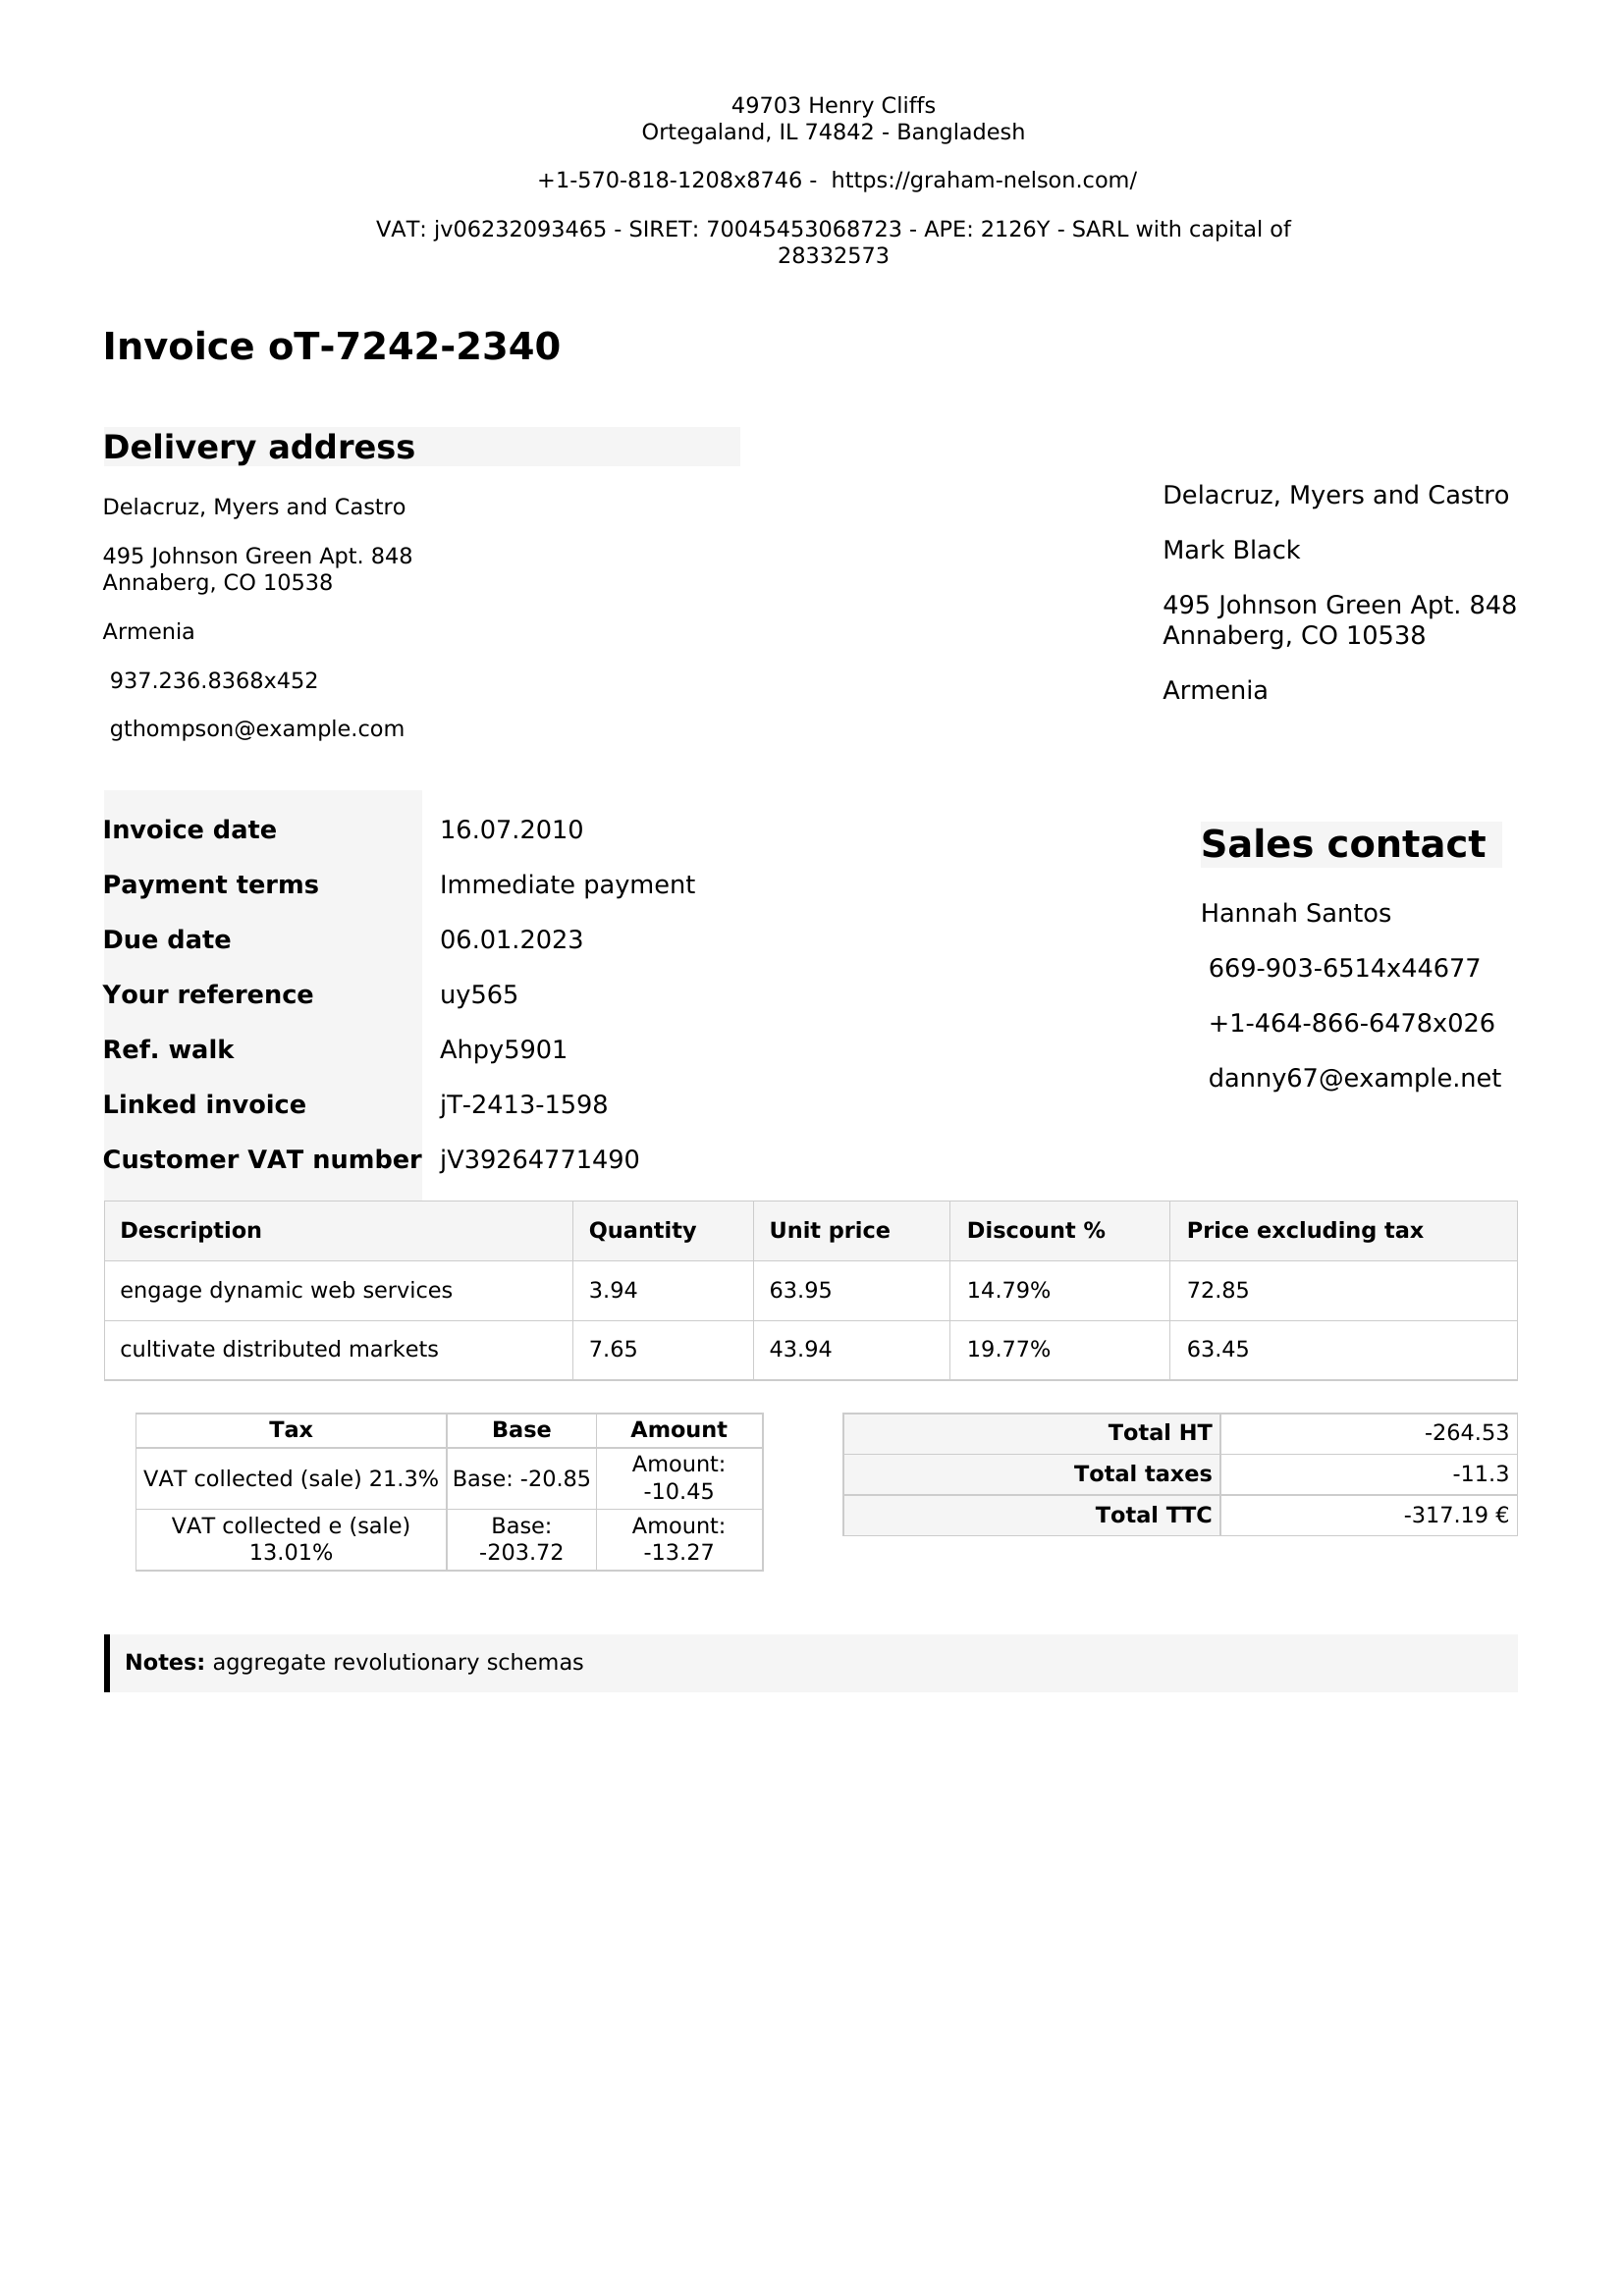 49703 Henry Cliffs
Ortegaland, IL 74842 - Bangladesh
+1-570-818-1208x8746 -  https://graham-nelson.com/
VAT: jv06232093465 - SIRET: 70045453068723 - APE: 2126Y - SARL with capital of
28332573
Invoice oT-7242-2340
Delivery address
Delacruz, Myers and Castro
495 Johnson Green Apt. 848
Annaberg, CO 10538
Armenia
937.236.8368x452
gthompson@example.com
Delacruz, Myers and Castro
Mark Black
495 Johnson Green Apt. 848
Annaberg, CO 10538
Armenia
Invoice date 16.07.2010
Payment terms Immediate payment
Due date 06.01.2023
Your reference uy565
Ref. walk Ahpy5901
Linked invoice jT-2413-1598
Customer VAT number jV39264771490
Sales contact
Hannah Santos
669-903-6514x44677
+1-464-866-6478x026
danny67@example.net
Description Quantity Unit price Discount % Price excluding tax
engage dynamic web services 3.94 63.95 14.79% 72.85
cultivate distributed markets 7.65 43.94 19.77% 63.45
Tax Base Amount
VAT collected (sale) 21.3% Base: -20.85 Amount:
-10.45
VAT collected e (sale) Base: Amount:
13.01% -203.72 -13.27
Total HT -264.53
Total taxes -11.3
Total TTC -317.19 €
Notes: aggregate revolutionary schemas